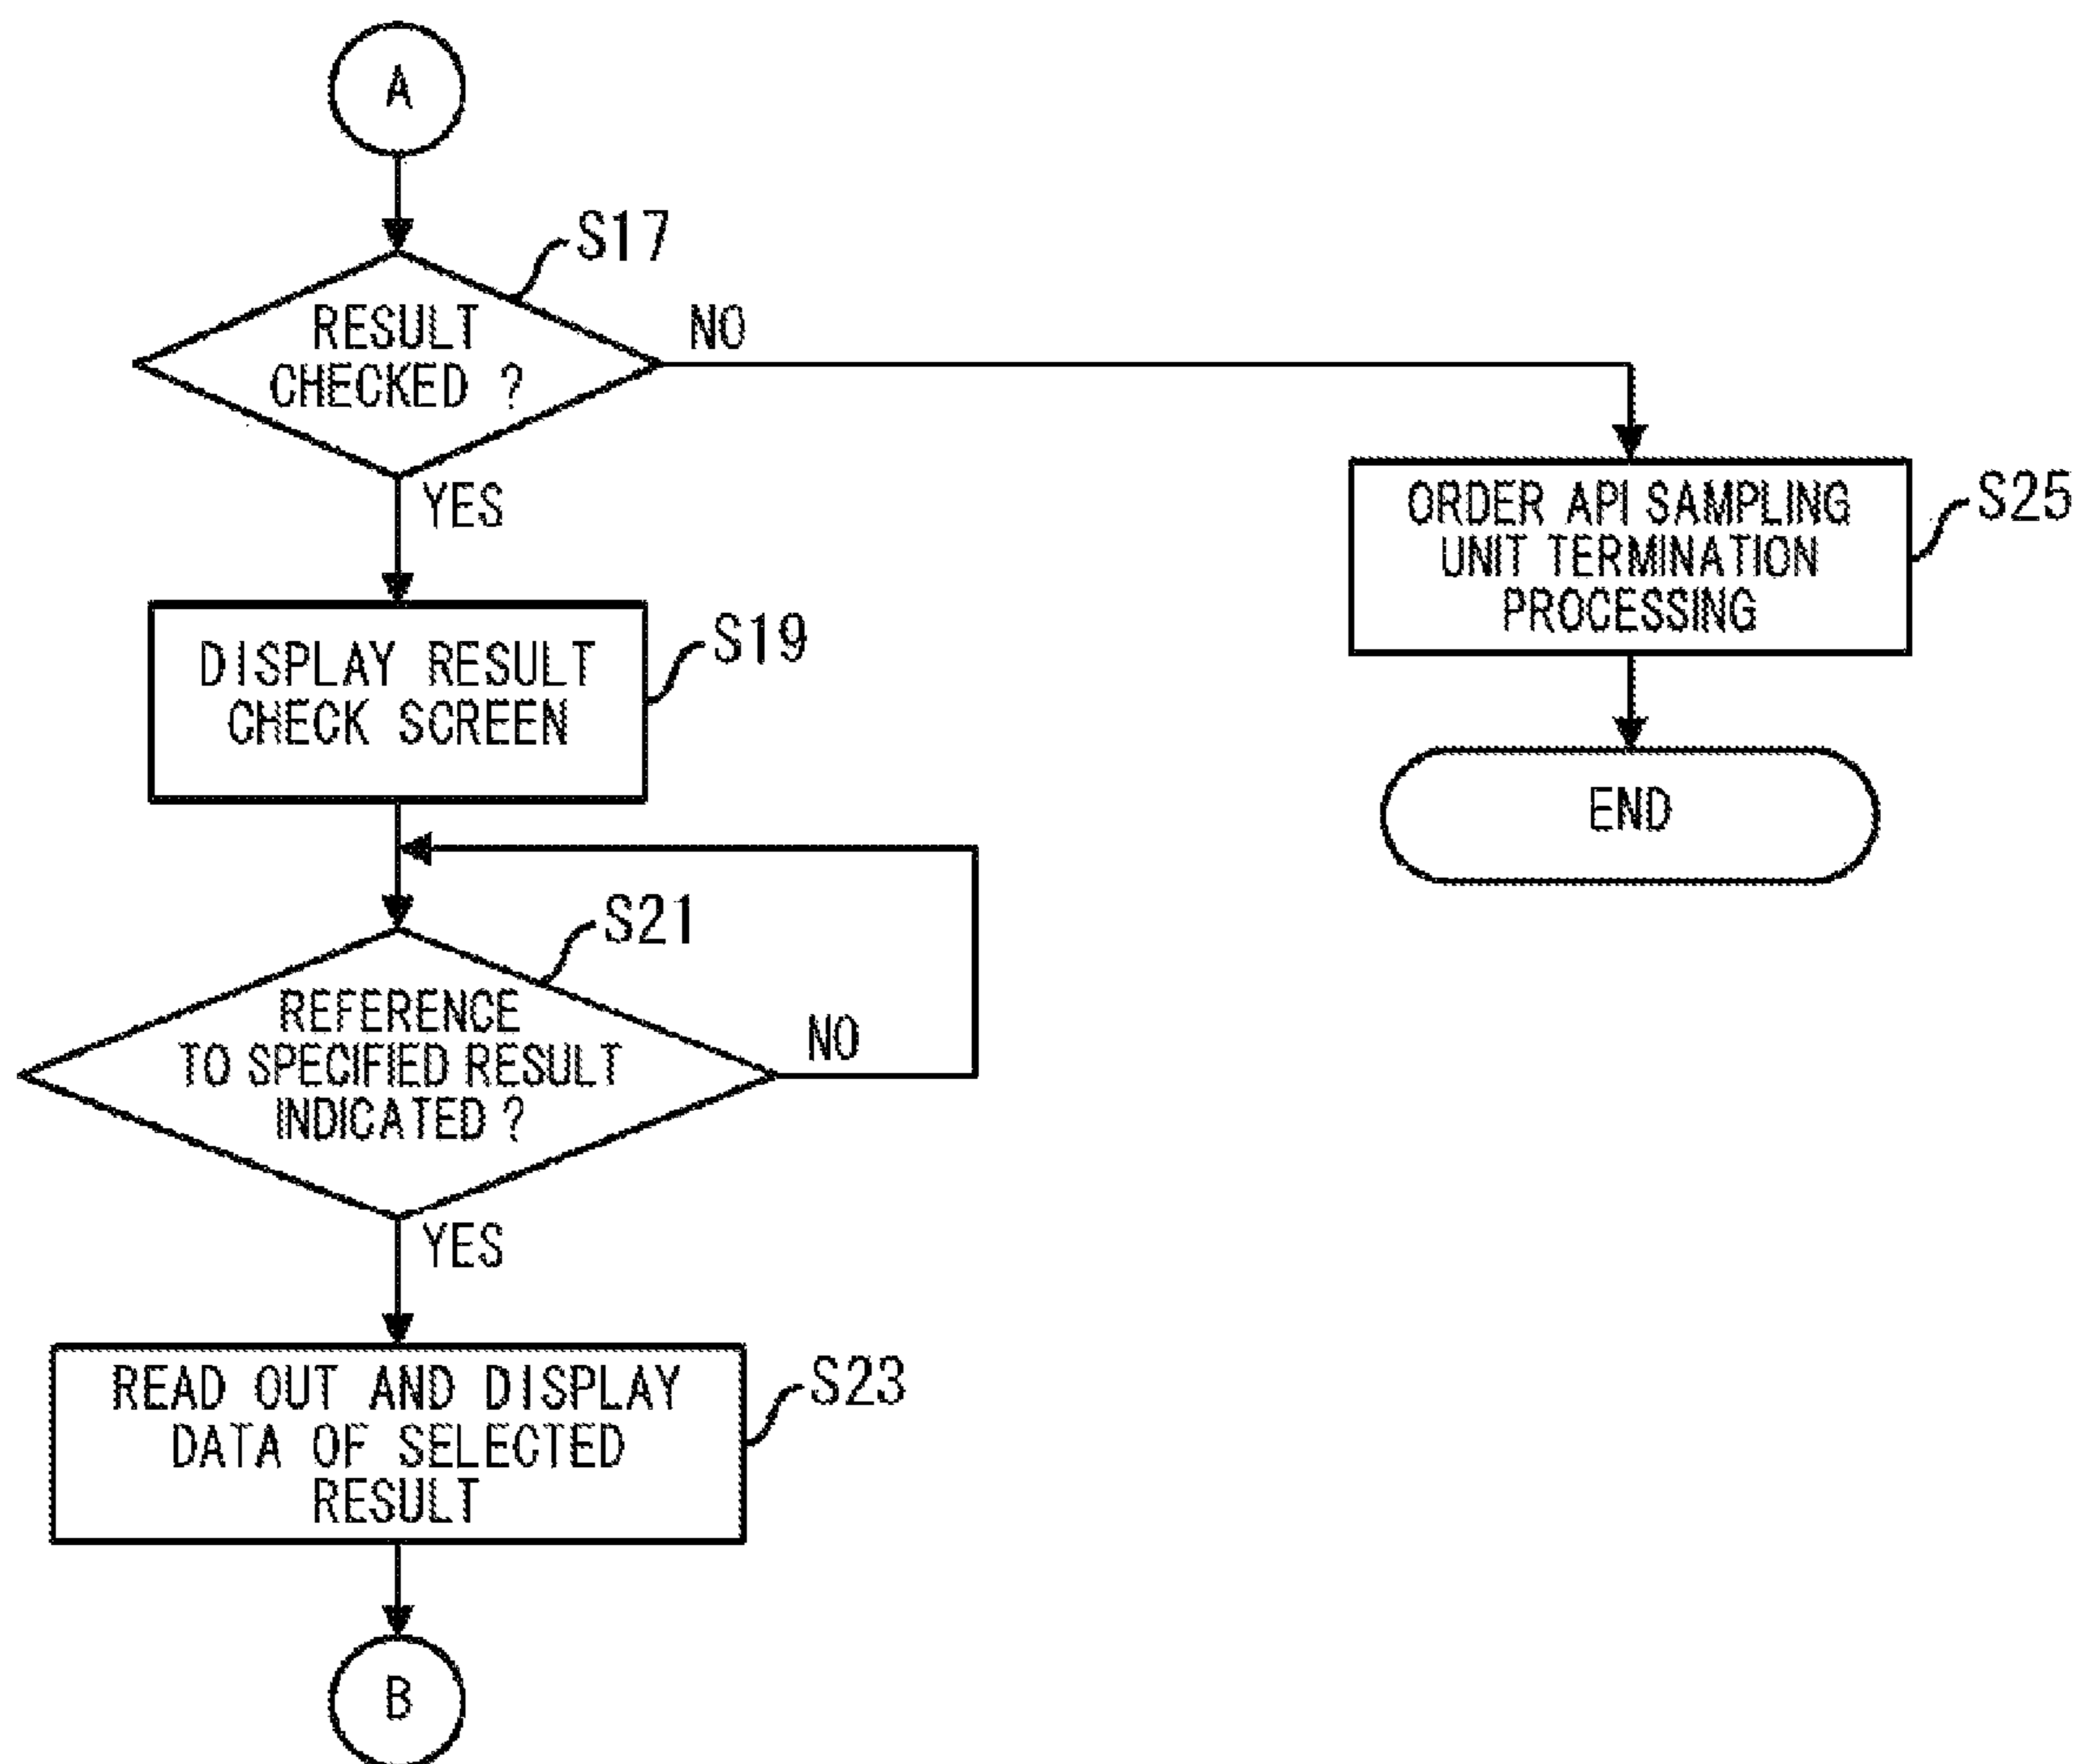 A
S17
RESULT
CHECKED ?
NO
YES
ORDER API SAMPLING
UNIT TERMINATION
PROCESSING
S25
DISPLAY RESULT
CHECK SCREEN
S19
END
S21
REFERENCE
TO SPECIFIED RESULT
INDICATED ?
NO
YES
READ OUT AND DISPLAY
DATA OF SELECTED
RESULT
S23
B